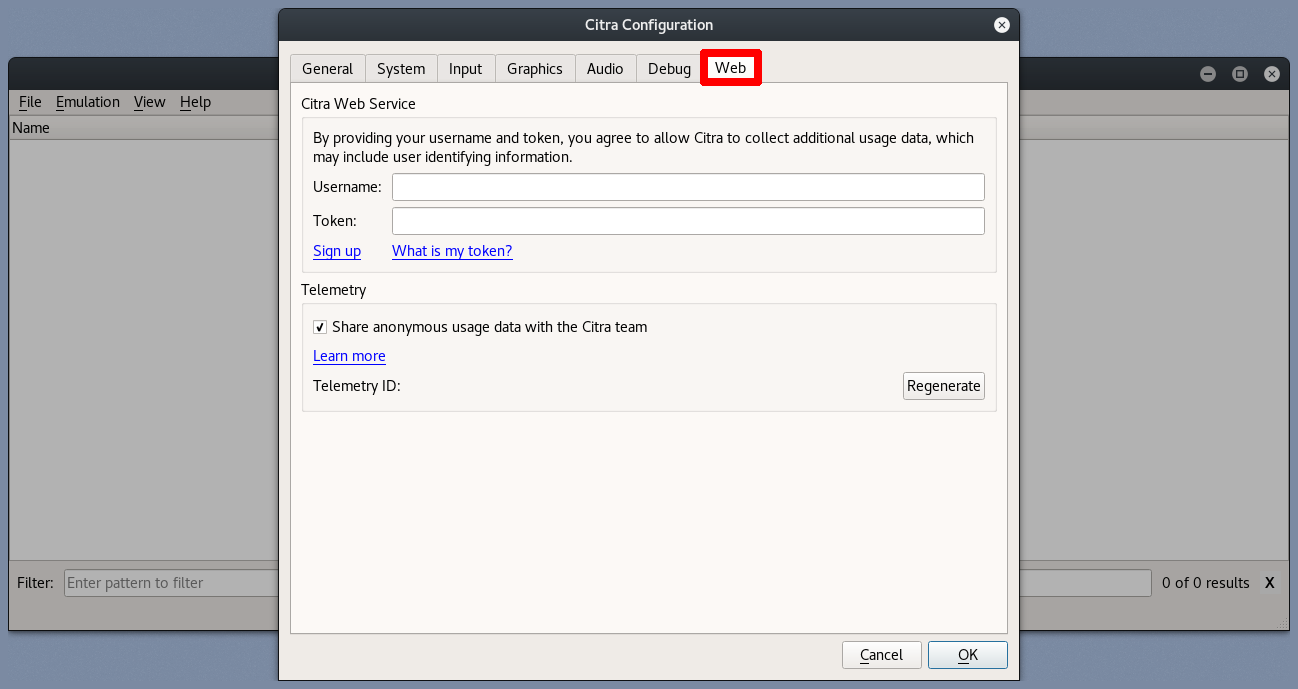 Citra Configuration
General System Input Graphics Audio Debug Web
File Emulation View Help
Name
Citra Web Service
By providing your username and token, you agree to allow Citra to collect additional usage data, which
may include user identifying information.
Username:
Token:
Sign up What is my token?
Telemetry
Share anonymous usage data with the Citra team
Learn more
Telemetry ID: Regenerate
Filter: Enter pattern to filter 0 of 0 results X
Cancel OK